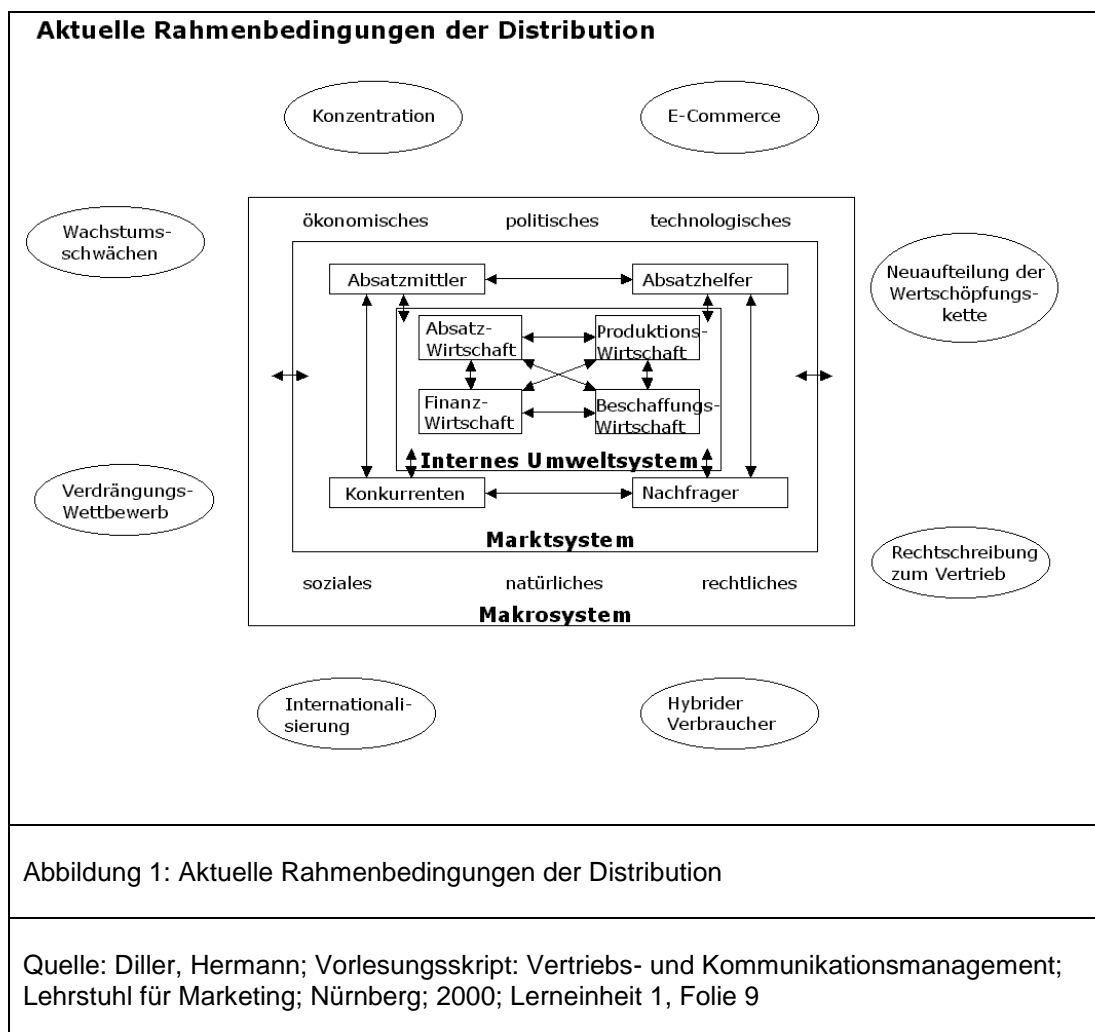 Aktuelle Rahmenbedingungen der Distribution
Konzentration
E-Commerce
Wachstums-
schwächen
Neuaufteilung der
Wertschöpfungs-
kette
ökonomisches
politisches
technologisches
Absatzmittler
Absatzhelfer
Absatz-
Wirtschaft
Produktions-
Wirtschaft
Finanz-
Wirtschaft
Beschaffungs-
Wirtschaft
Internes Umweltsystem
Konkurrenten
Nachfrager
Marktsystem
Verdrängungs-
Wettbewerb
Rechtschreibung
zum Vertrieb
soziales
natürliches
rechtliches
Makrosystem
Internationali-
sierung
Hybrider
Verbraucher
Abbildung 1: Aktuelle Rahmenbedingungen der Distribution
Quelle: Diller, Hermann; Vorlesungsskript: Vertriebs- und Kommunikationsmanagement;
Lehrstuhl für Marketing; Nürnberg; 2000; Lerneinheit 1, Folie 9